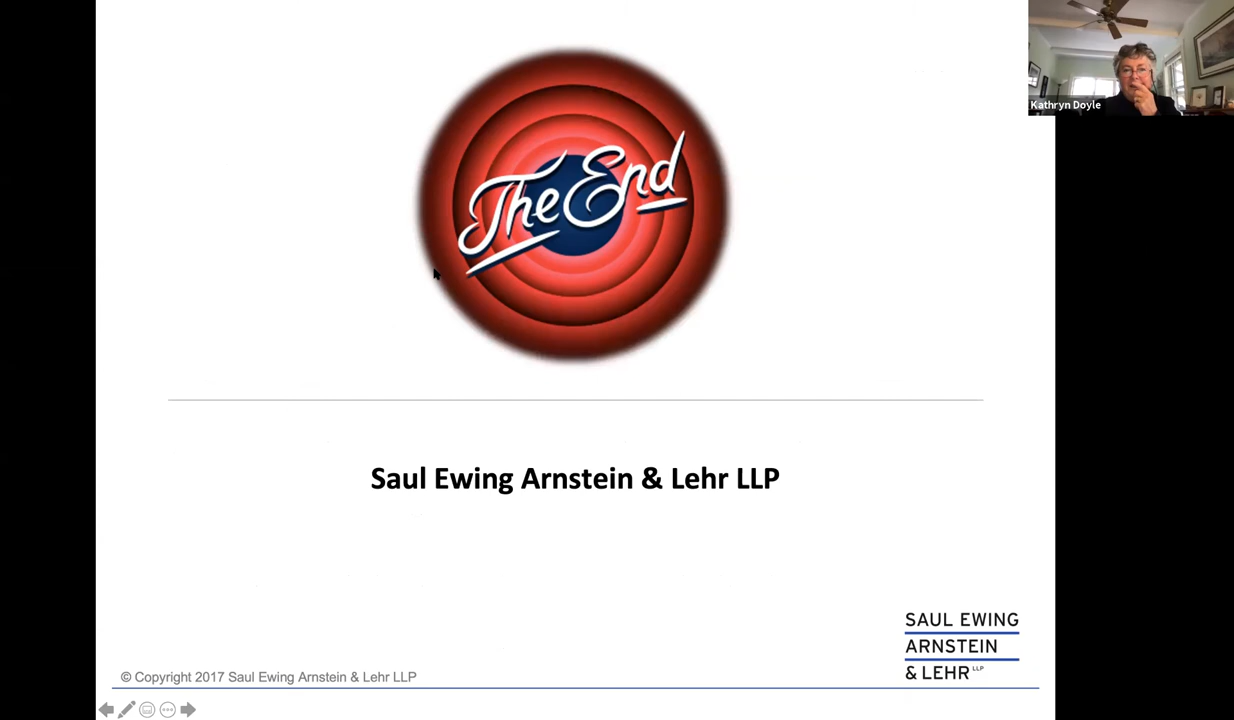 Kathryn Doyle
The End
Saul Ewing Arnstein & Lehr LLP
SAUL EWING
ARNSTEIN
& LEHR LLP
© Copyright 2017 Saul Ewing Arnstein & Lehr LLP